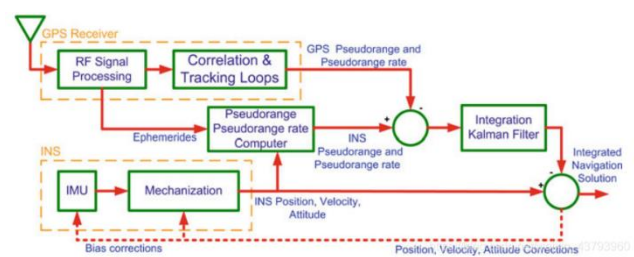 GPS Receiver
RF Signal
Processing
Correlation &
Tracking Loops
GPS Pseudorange and
Pseudorange rate
-
Ephemerides
Pseudorange
Pseudorange rate
Computer
+
INS
Pseudorange and
Pseudorange rate
Integration
Kalman Filter
Integrated
Navigation
Solution
-
+
INS
IMU
Mechanization
INS Position, Velocity,
Attitude
Bias corrections
Position, Velocity, Attitude Corrections
43793960